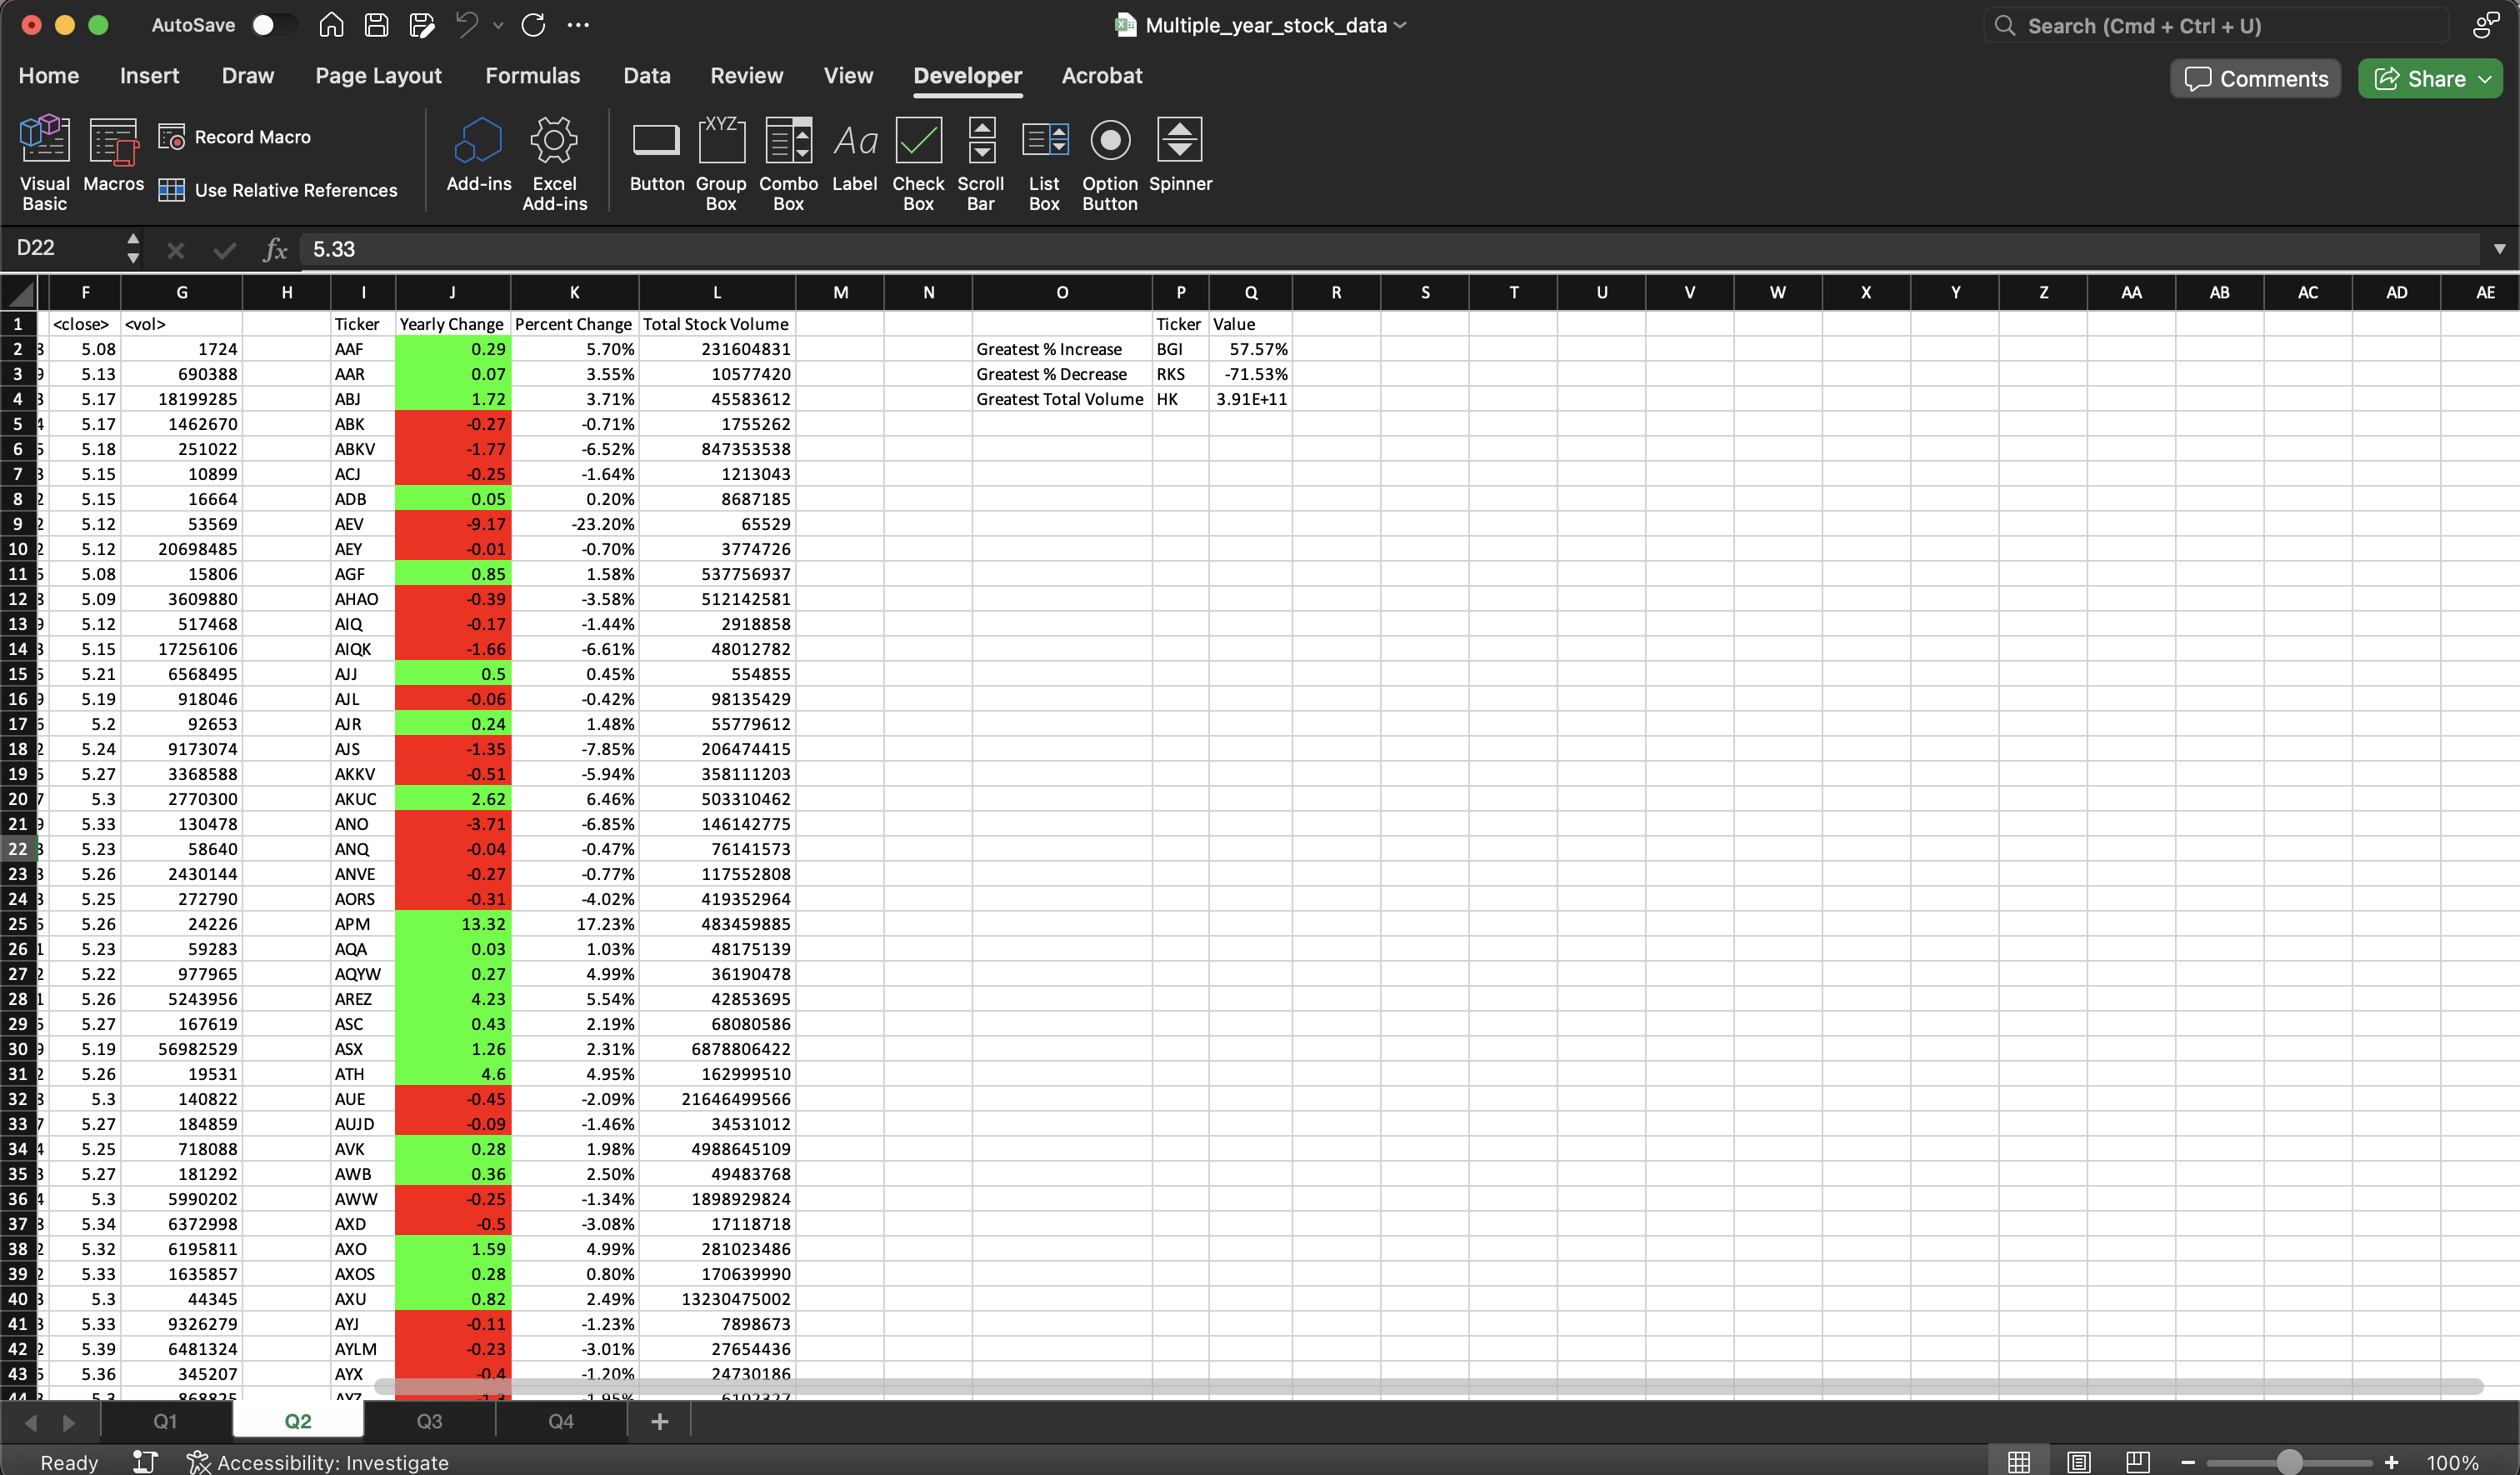 AutoSave
Multiple_year_stock_data
Search (Cmd + Ctrl + U)
Home Insert Draw Page Layout Formulas Data Review View Developer Acrobat
Comments Share
Visual Basic
Macros
Record Macro
Use Relative References
Add-ins
Excel Add-ins
XYZ
Aa
Button
Group Box
Combo Box
Label
Check Box
Scroll Bar
List Box
Option Button
Spinner
D22 fx 5.33
F G H I J K L M N O P Q R S T U V W X Y Z AA AB AC AD AE
1 <close> <vol> Ticker Yearly Change Percent Change Total Stock Volume Ticker Value
2 5.08 1724 AAF 0.29 5.70% 231604831 Greatest % Increase BGI 57.57%
3 5.13 690388 AAR 0.07 3.55% 10577420 Greatest % Decrease RKS -71.53%
4 5.17 18199285 ABJ 1.72 3.71% 45583612 Greatest Total Volume HK 3.91E+11
5 5.17 1462670 ABK -0.27 -0.71% 1755262
6 5.18 251022 ABKV -1.77 -6.52% 847353538
7 5.15 10899 ACJ -0.25 -1.64% 1213043
8 5.15 16664 ADB 0.05 0.20% 8687185
9 5.12 53569 AEV -9.17 -23.20% 65529
10 5.12 20698485 AEY -0.01 -0.70% 3774726
11 5.08 15806 AGF 0.85 1.58% 537756937
12 5.09 3609880 AHAO -0.39 -3.58% 512142581
13 5.12 517468 AIQ -0.17 -1.44% 2918858
14 5.15 17256106 AIQK -1.66 -6.61% 48012782
15 5.21 6568495 AJJ 0.5 0.45% 554855
16 5.19 918046 AJL -0.06 -0.42% 98135429
17 5.2 92653 AJR 0.24 1.48% 55779612
18 5.24 9173074 AJS -1.35 -7.85% 206474415
19 5.27 3368588 AKKV -0.51 -5.94% 358111203
20 5.3 2770300 AKUC 2.62 6.46% 503310462
21 5.33 130478 ANO -3.71 -6.85% 146142775
22 5.23 58640 ANQ -0.04 -0.47% 76141573
23 5.26 2430144 ANVE -0.27 -0.77% 117552808
24 5.25 272790 AORS -0.31 -4.02% 419352964
25 5.26 24226 APM 13.32 17.23% 483459885
26 5.23 59283 AQA 0.03 1.03% 48175139
27 5.22 977965 AQYW 0.27 4.99% 36190478
28 5.26 5243956 AREZ 4.23 5.54% 42853695
29 5.27 167619 ASC 0.43 2.19% 68080586
30 5.19 56982529 ASX 1.26 2.31% 6878806422
31 5.26 19531 ATH 4.6 4.95% 162999510
32 5.3 140822 AUE -0.45 -2.09% 21646499566
33 5.27 184859 AUJD -0.09 -1.46% 34531012
34 5.25 718088 AVK 0.28 1.98% 4988645109
35 5.27 181292 AWB 0.36 2.50% 49483768
36 5.3 5990202 AWW -0.25 -1.34% 1898929824
37 5.34 6372998 AXD -0.5 -3.08% 17118718
38 5.32 6195811 AXO 1.59 4.99% 281023486
39 5.33 1635857 AXOS 0.28 0.80% 170639990
40 5.3 44345 AXU 0.82 2.49% 13230475002
41 5.33 9326279 AYJ -0.11 -1.23% 7898673
42 5.39 6481324 AYLM -0.23 -3.01% 27654436
43 5.36 345207 AYX -0.4 -1.20% 24730186
Q1 Q2 Q3 Q4 +
Ready Accessibility: Investigate 100%